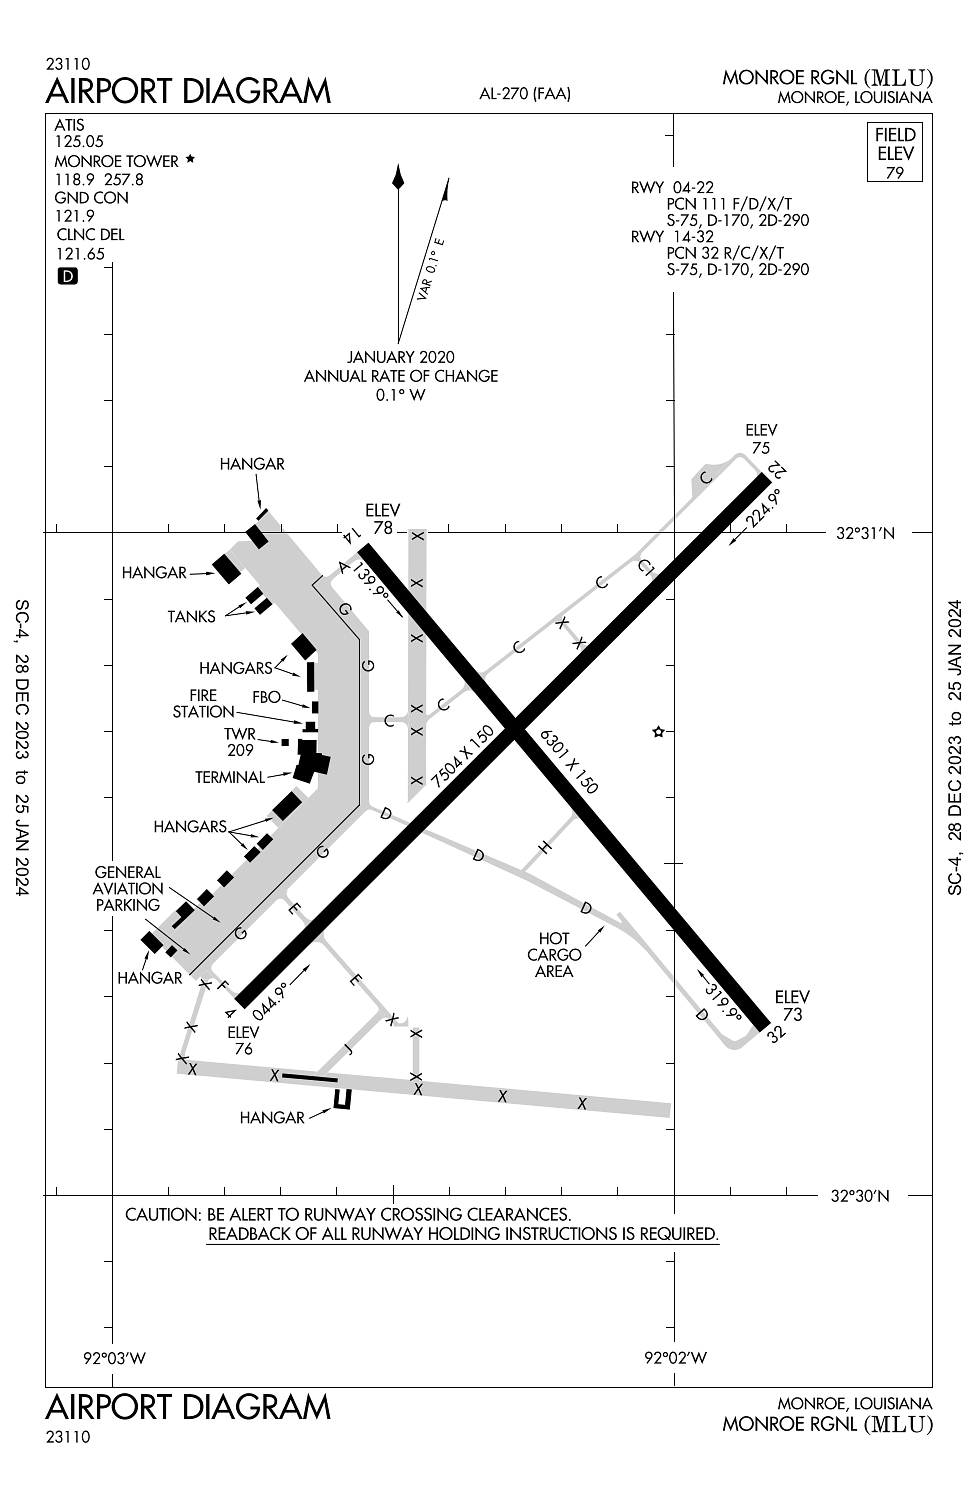 23110
AIRPORT DIAGRAM
AL-270 (FAA)
MONROE RGNL (MLU)
MONROE, LOUISIANA
ATIS
125.05
MONROE TOWER ★
118.9 257.8
GND CON
121.9
CLNC DEL
121.65
D
FIELD
ELEV
79
RWY 04-22
PCN 111 F/D/X/T
S-75, D-170, 2D-290
RWY 14-32
PCN 32 R/C/X/T
S-75, D-170, 2D-290
VAR 0.1° E
JANUARY 2020
ANNUAL RATE OF CHANGE
0.1° W
ELEV
75
22
C
224.9°
HANGAR
ELEV
78
14
X
32°31'N
A
139.9°
HANGAR
X
C
C1
TANKS
G
X
X
X
C
HANGARS
G
FIRE
STATION
FBO
C
X
C
X
TWR
209
7504 X 150
6301 X 150
G
TERMINAL
X
D
HANGARS
G
D
H
GENERAL
AVIATION
PARKING
E
D
G
HOT
CARGO
AREA
HANGAR
X
F
E
4
044.9°
319.9°
D
ELEV
73
32
X
X
X
ELEV
76
J
X
X
X
X
X
X
X
HANGAR
SC-4, 28 DEC 2023 to 25 JAN 2024
SC-4, 28 DEC 2023 to 25 JAN 2024
32°30'N
CAUTION: BE ALERT TO RUNWAY CROSSING CLEARANCES.
READBACK OF ALL RUNWAY HOLDING INSTRUCTIONS IS REQUIRED.
92°03'W
92°02'W
AIRPORT DIAGRAM
23110
MONROE, LOUISIANA
MONROE RGNL (MLU)